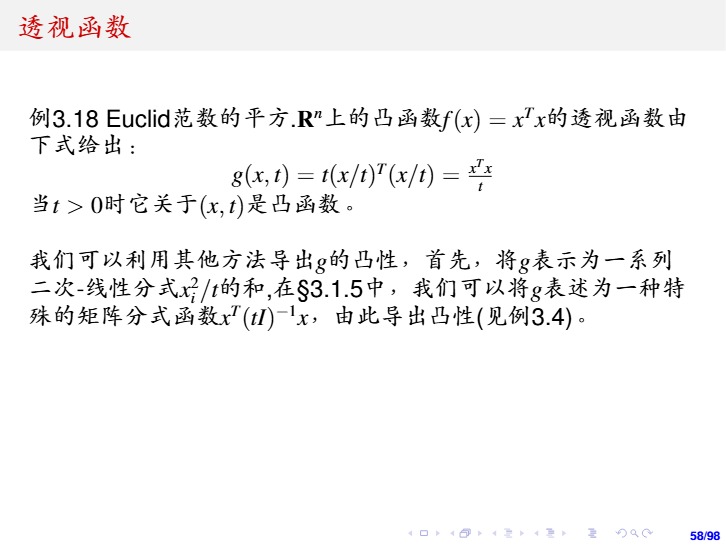 透视函数
例3.18 Euclid范数的平方.Rⁿ上的凸函数f(x) = xᵀx的透视函数由
下式给出：
g(x, t) = t(x/t)ᵀ(x/t) = xᵀx/t
当t > 0时它关于(x, t)是凸函数。
我们可以利用其他方法导出g的凸性，首先，将g表示为一系列
二次-线性分式xᵢ²/t的和,在§3.1.5中，我们可以将g表述为一种特
殊的矩阵分式函数xᵀ(tI)⁻¹x，由此导出凸性(见例3.4)。
58/98